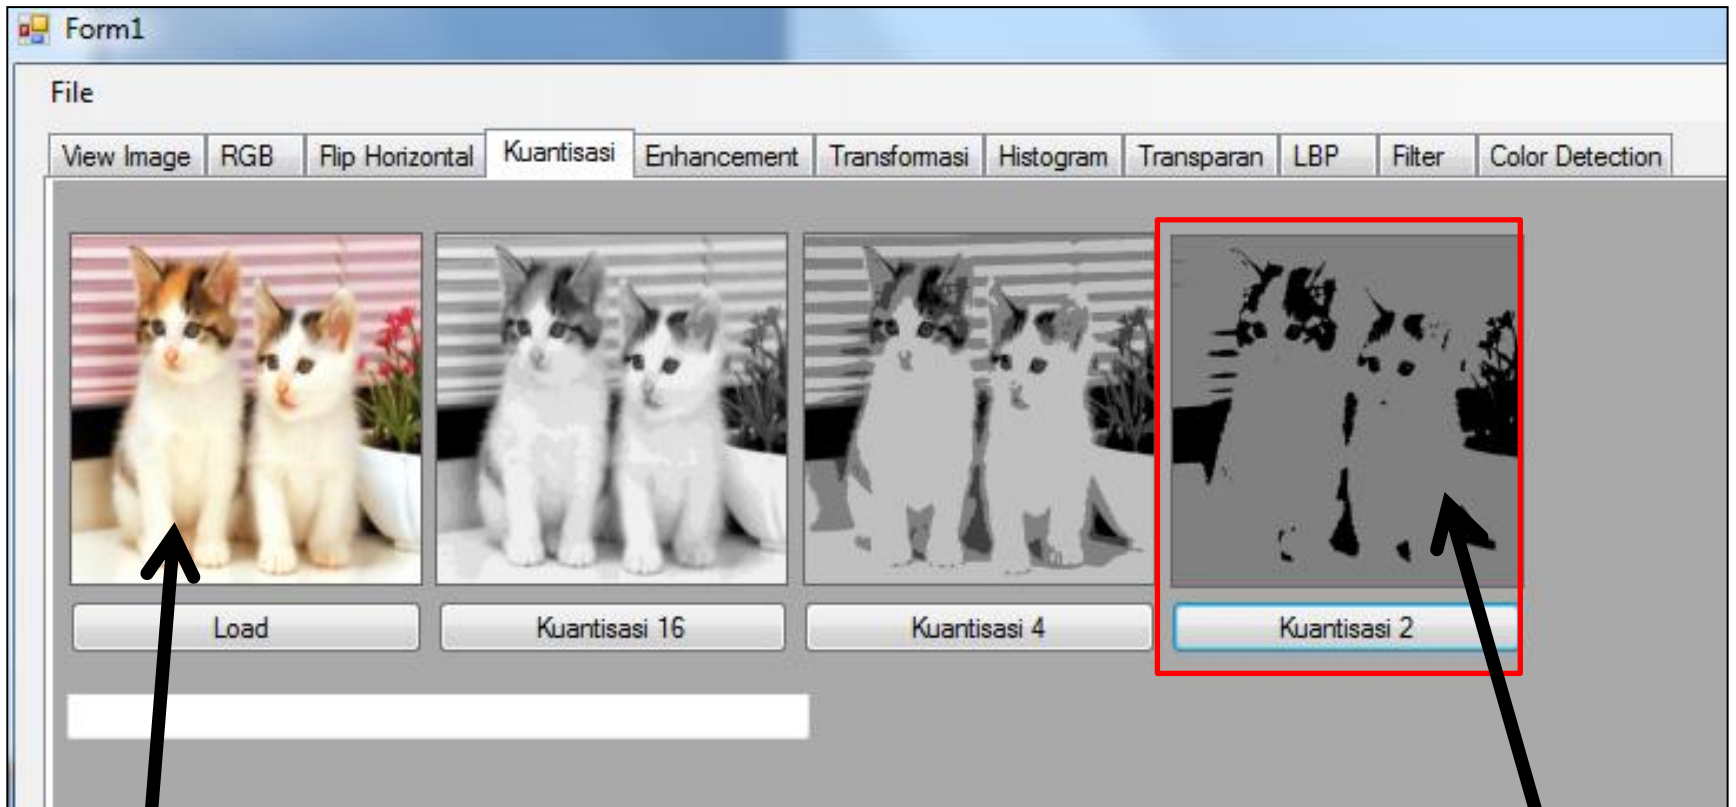 Form1
File
View Image RGB Flip Horizontal Kuantisasi Enhancement Transformasi Histogram Transparan LBP Filter Color Detection
Load Kuantisasi 16 Kuantisasi 4 Kuantisasi 2